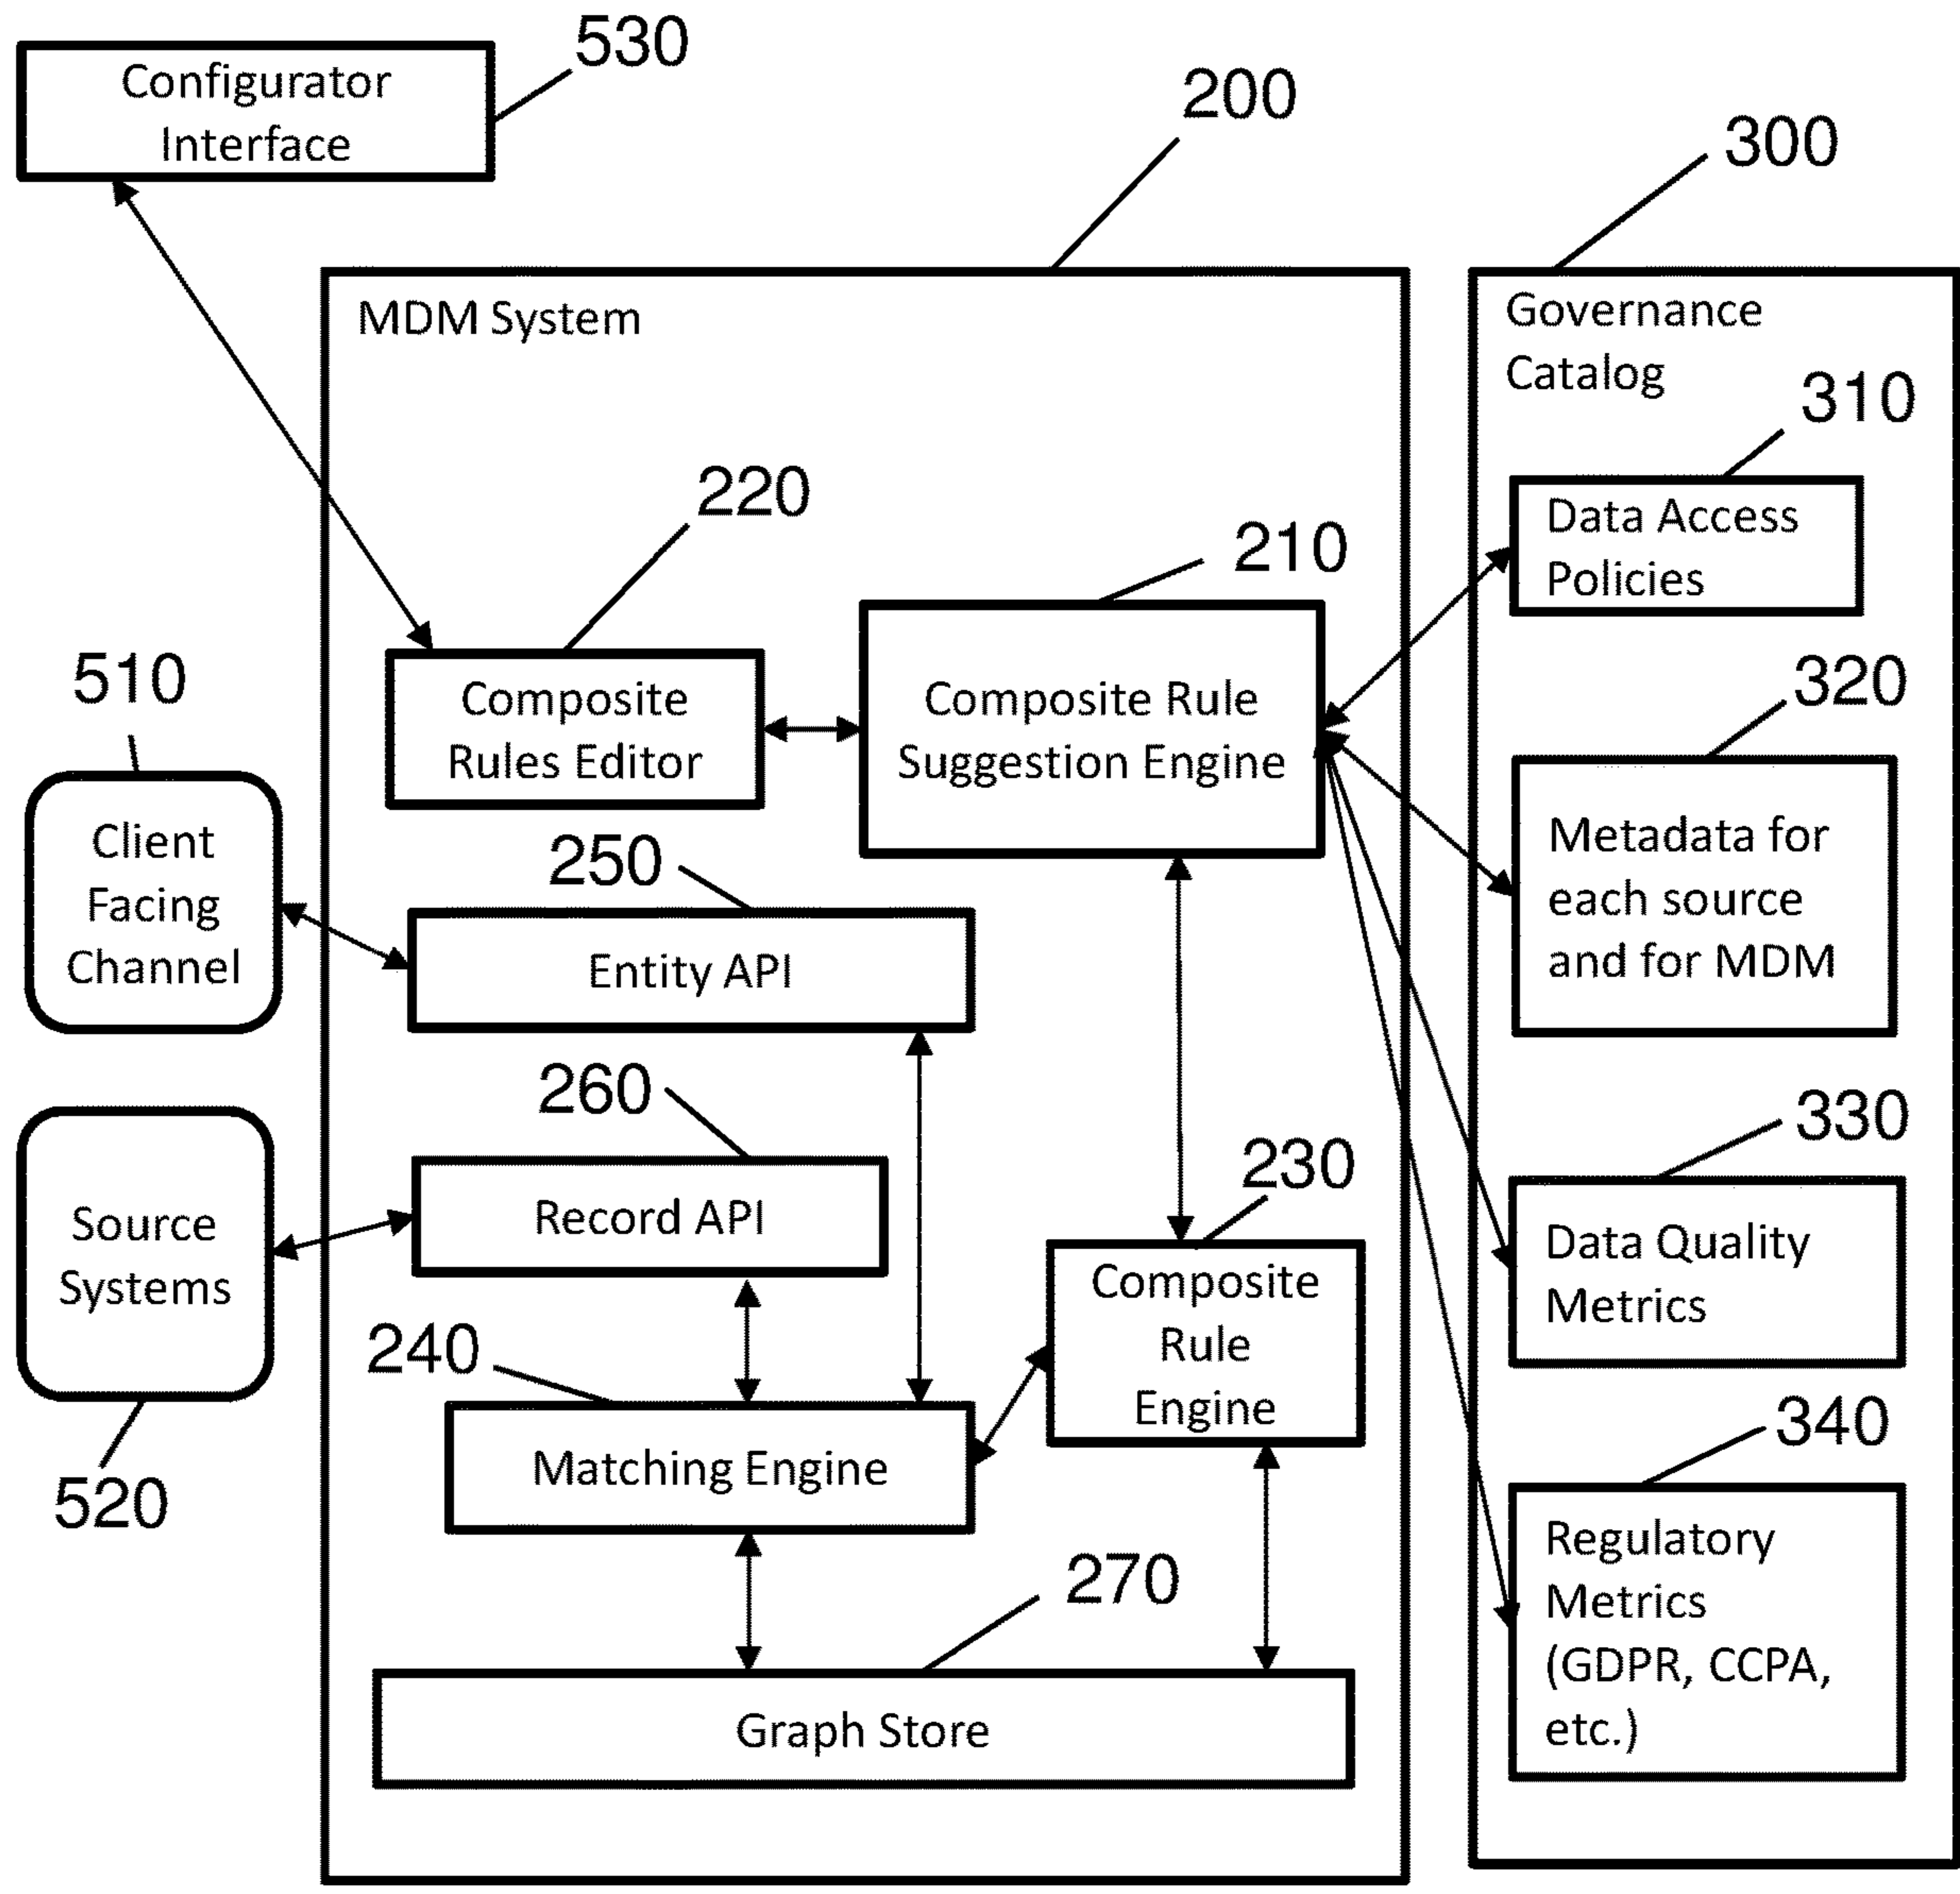 530
Configurator
Interface
200
300
MDM System
Governance
Catalog
310
Data Access
Policies
220
210
Composite
Rules Editor
Composite Rule
Suggestion Engine
320
Metadata for
each source
and for MDM
510
Client
Facing
Channel
250
Entity API
260
Record API
330
Data Quality
Metrics
230
Composite
Rule
Engine
Source
Systems
520
240
Matching Engine
340
Regulatory
Metrics
(GDPR, CCPA,
etc.)
270
Graph Store